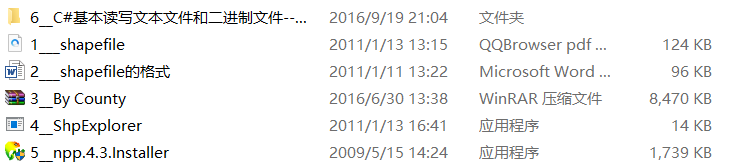 6__C#基本读写文本文件和二进制文件--... 2016/9/19 21:04 文件夹
1___shapefile 2011/1/13 13:15 QQBrowser pdf ... 124 KB
2___shapefile的格式 2011/1/11 13:22 Microsoft Word ... 96 KB
3__By County 2016/6/30 13:38 WinRAR 压缩文件 8,470 KB
4__ShpExplorer 2011/1/13 16:41 应用程序 14 KB
5__npp.4.3.Installer 2009/5/15 14:24 应用程序 1,739 KB